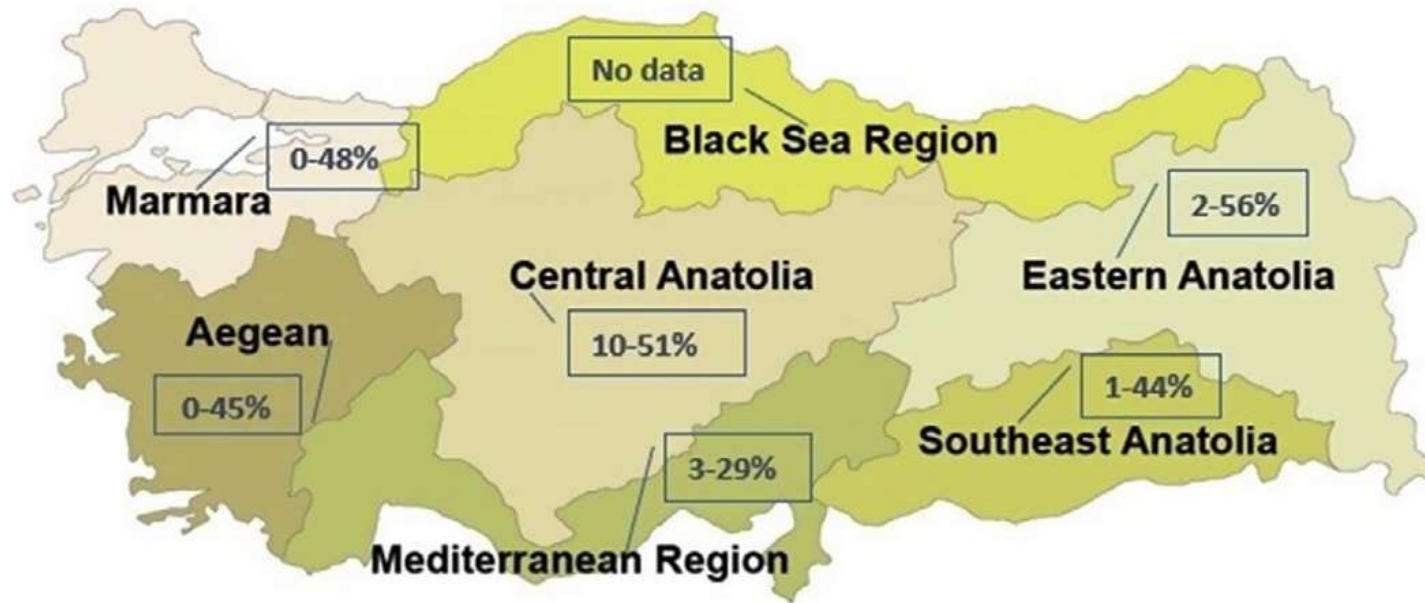 No data
Black Sea Region
0-48%
Marmara
2-56%
Central Anatolia
Eastern Anatolia
Aegean
10-51%
0-45%
1-44%
Southeast Anatolia
3-29%
Mediterranean Region